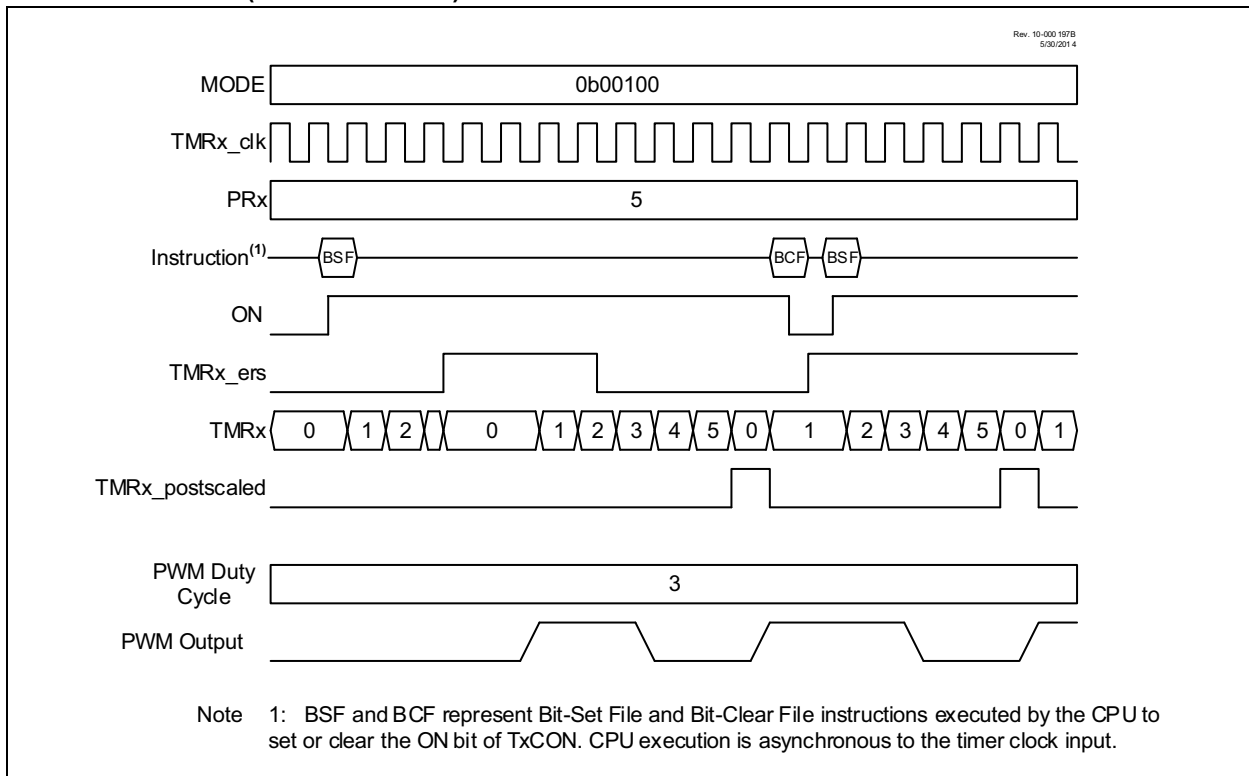 Rev. 10-000 197B
5/30/201 4
MODE
0b00100
TMRx_clk
PRx
5
Instruction(1)
BSF
BCF
BSF
ON
TMRx_ers
TMRx
0 1 2 0 1 2 3 4 5 0 1 2 3 4 5 0 1
TMRx_postscaled
PWM Duty
Cycle
3
PWM Output
Note 1: BSF and BCF represent Bit-Set File and Bit-Clear File instructions executed by the CPU to
set or clear the ON bit of TxCON. CPU execution is asynchronous to the timer clock input.